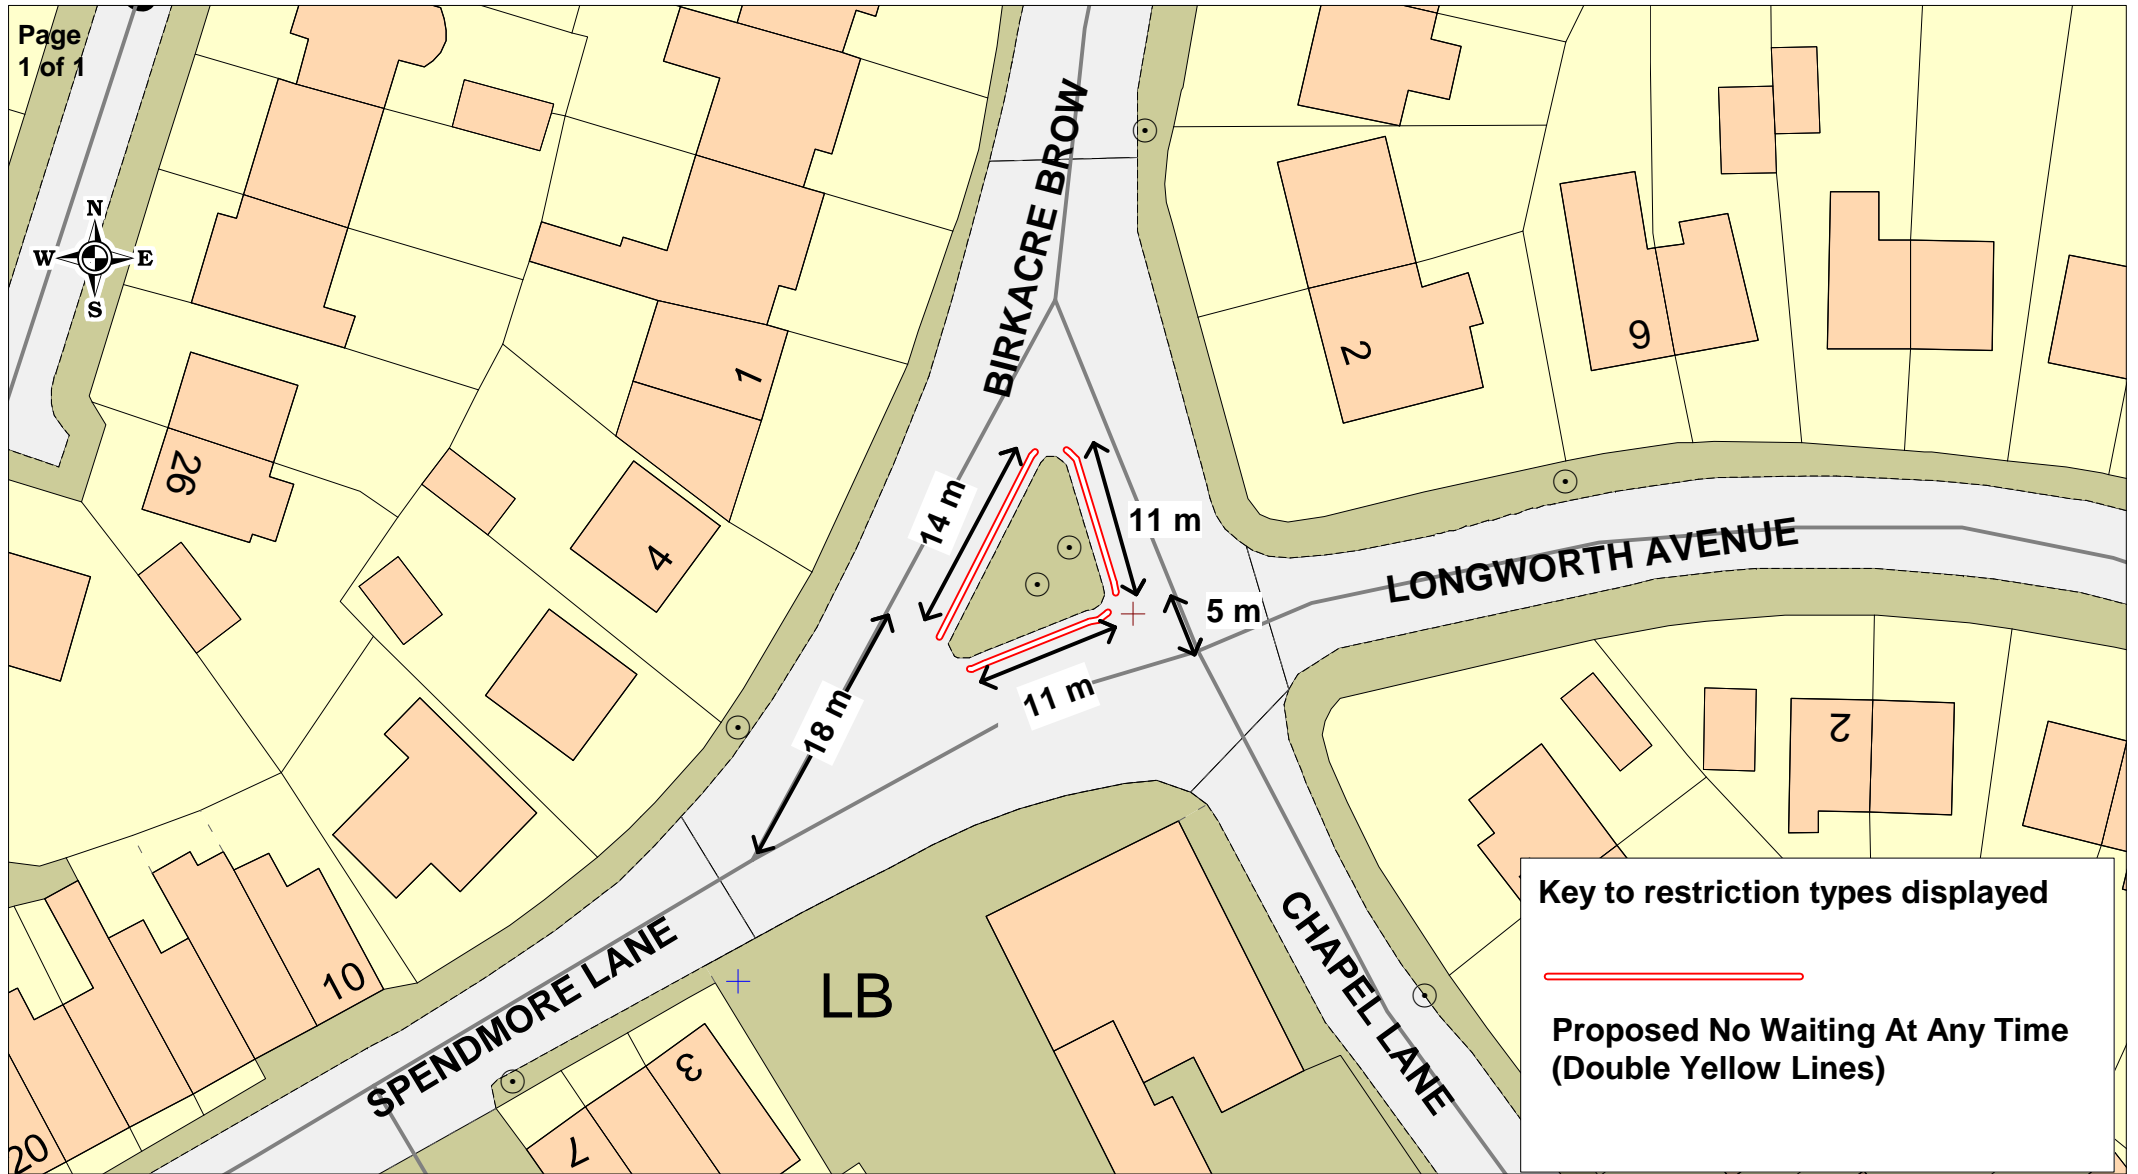 Page
1 of 1
N
W E
S
BIRKACRE BROW
1
2
6
26
4
14 m
11 m
LONGWORTH AVENUE
5 m
11 m
18 m
2
10
LB
SPENDMORE LANE
CHAPEL LANE
3
7
20
Key to restriction types displayed
Proposed No Waiting At Any Time
(Double Yellow Lines)